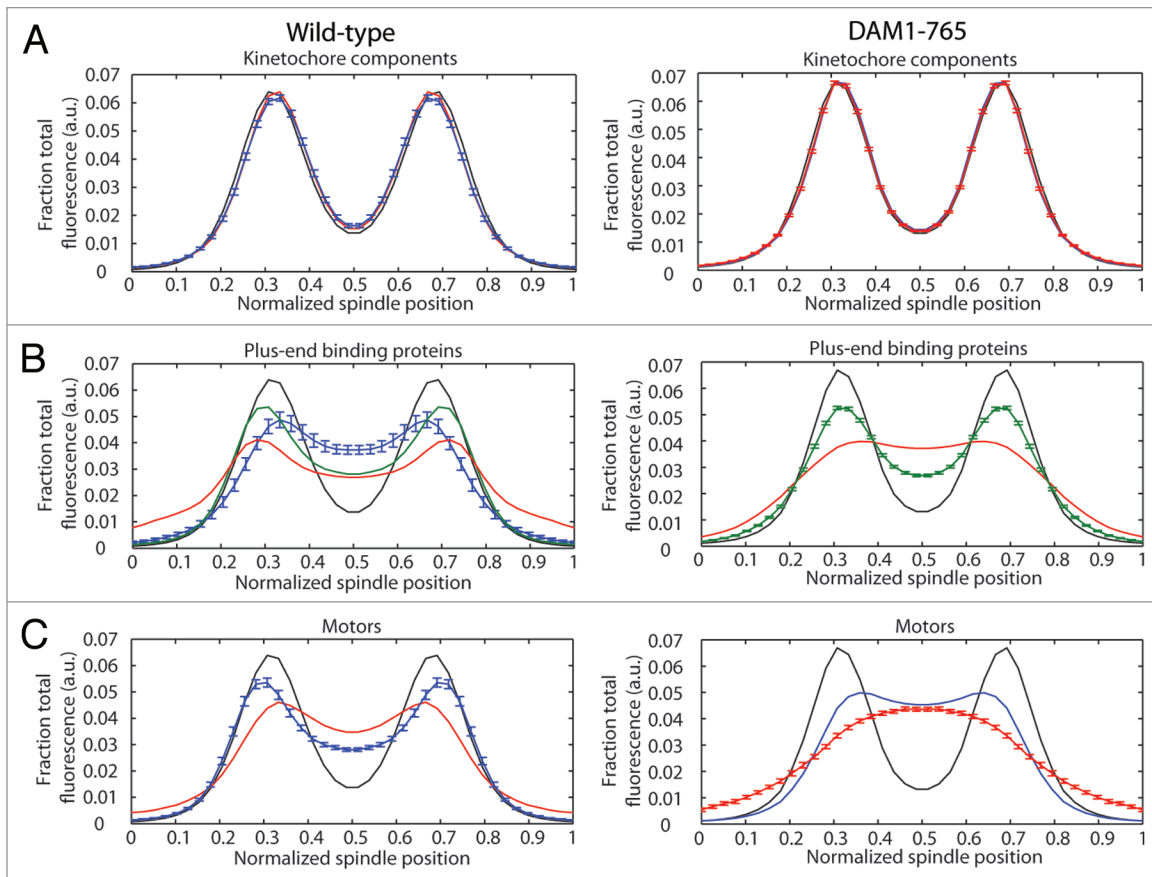 A
Wild-type
Kinetochore components
Fraction total
fluorescence (a.u.)
0.07
0.06
0.05
0.04
0.03
0.02
0.01
0
0 0.1 0.2 0.3 0.4 0.5 0.6 0.7 0.8 0.9 1
Normalized spindle position
DAM1-765
Kinetochore components
Fraction total
fluorescence (a.u.)
0.07
0.06
0.05
0.04
0.03
0.02
0.01
0
0 0.1 0.2 0.3 0.4 0.5 0.6 0.7 0.8 0.9 1
Normalized spindle position
B
Plus-end binding proteins
Fraction total
fluorescence (a.u.)
0.07
0.06
0.05
0.04
0.03
0.02
0.01
0
0 0.1 0.2 0.3 0.4 0.5 0.6 0.7 0.8 0.9 1
Normalized spindle position
Plus-end binding proteins
Fraction total
fluorescence (a.u.)
0.07
0.06
0.05
0.04
0.03
0.02
0.01
0
0 0.1 0.2 0.3 0.4 0.5 0.6 0.7 0.8 0.9 1
Normalized spindle position
C
Motors
Fraction total
fluorescence (a.u.)
0.07
0.06
0.05
0.04
0.03
0.02
0.01
0
0 0.1 0.2 0.3 0.4 0.5 0.6 0.7 0.8 0.9 1
Normalized spindle position
Motors
Fraction total
fluorescence (a.u.)
0.07
0.06
0.05
0.04
0.03
0.02
0.01
0
0 0.1 0.2 0.3 0.4 0.5 0.6 0.7 0.8 0.9 1
Normalized spindle position